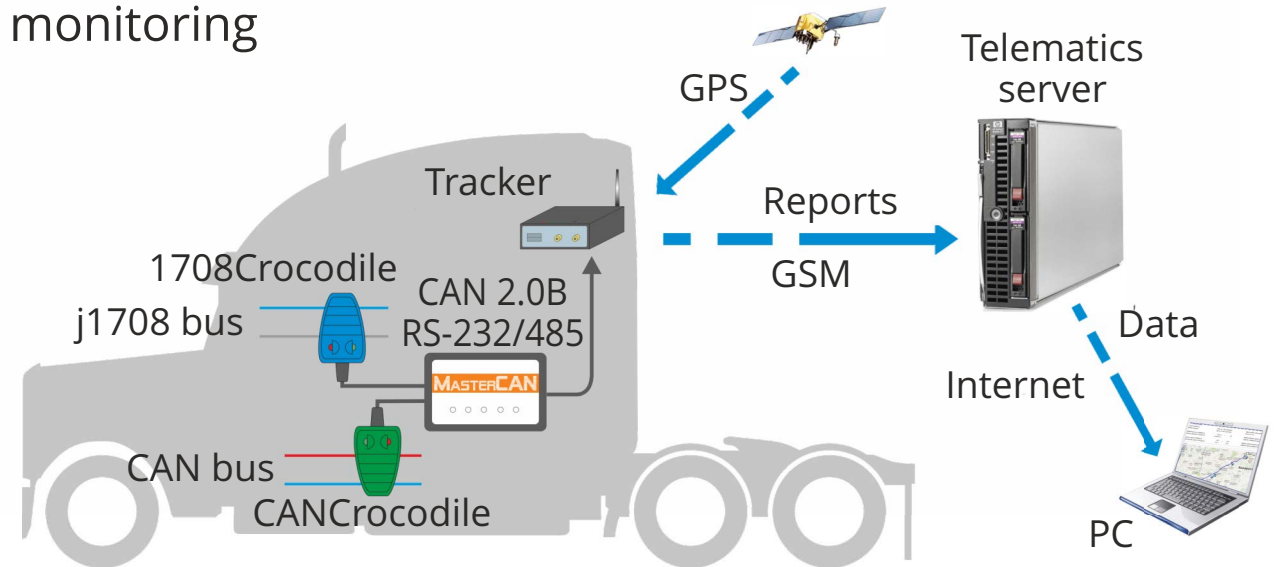 monitoring
GPS
Telematics
server
Tracker
Reports
GSM
1708Crocodile
CAN 2.0B
j1708 bus
RS-232/485
MASTERCAN
Data
Internet
CAN bus
CANCrocodile
PC